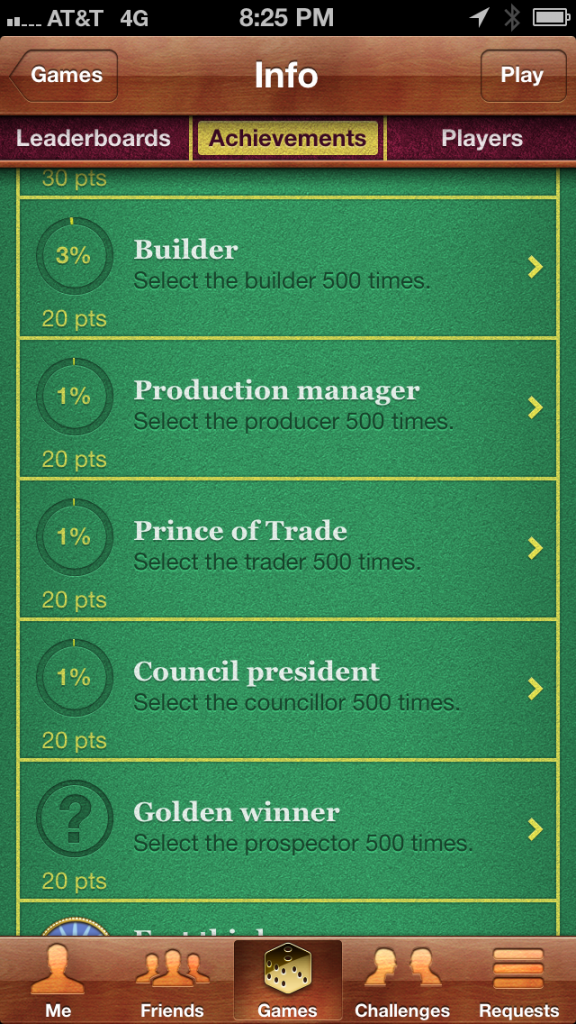 AT&T 4G 8:25 PM
Games Info Play
Leaderboards Achievements Players
30 pts
3% Builder
Select the builder 500 times.
20 pts
1% Production manager
Select the producer 500 times.
20 pts
1% Prince of Trade
Select the trader 500 times.
20 pts
1% Council president
Select the councillor 500 times.
20 pts
? Golden winner
Select the prospector 500 times.
20 pts
Me Friends Games Challenges Requests